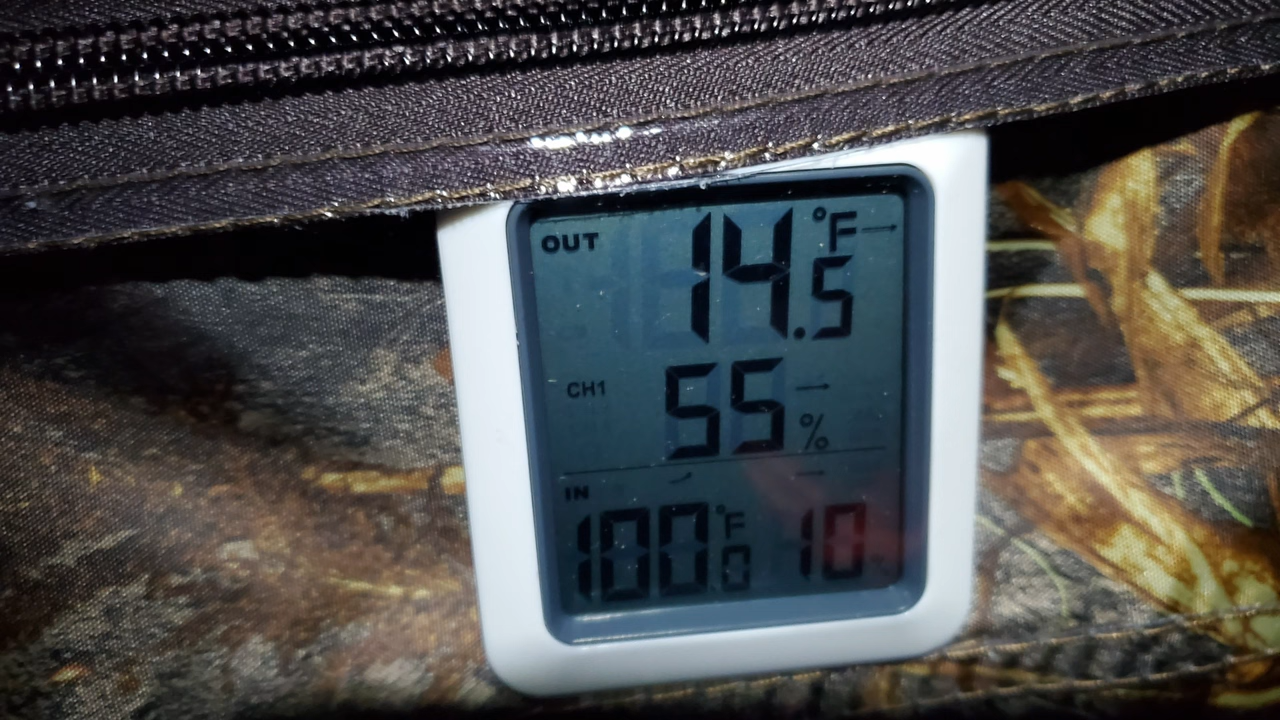 OUT 14.5 °F →
CH1 55 → %
IN
100.0 °F 10 %